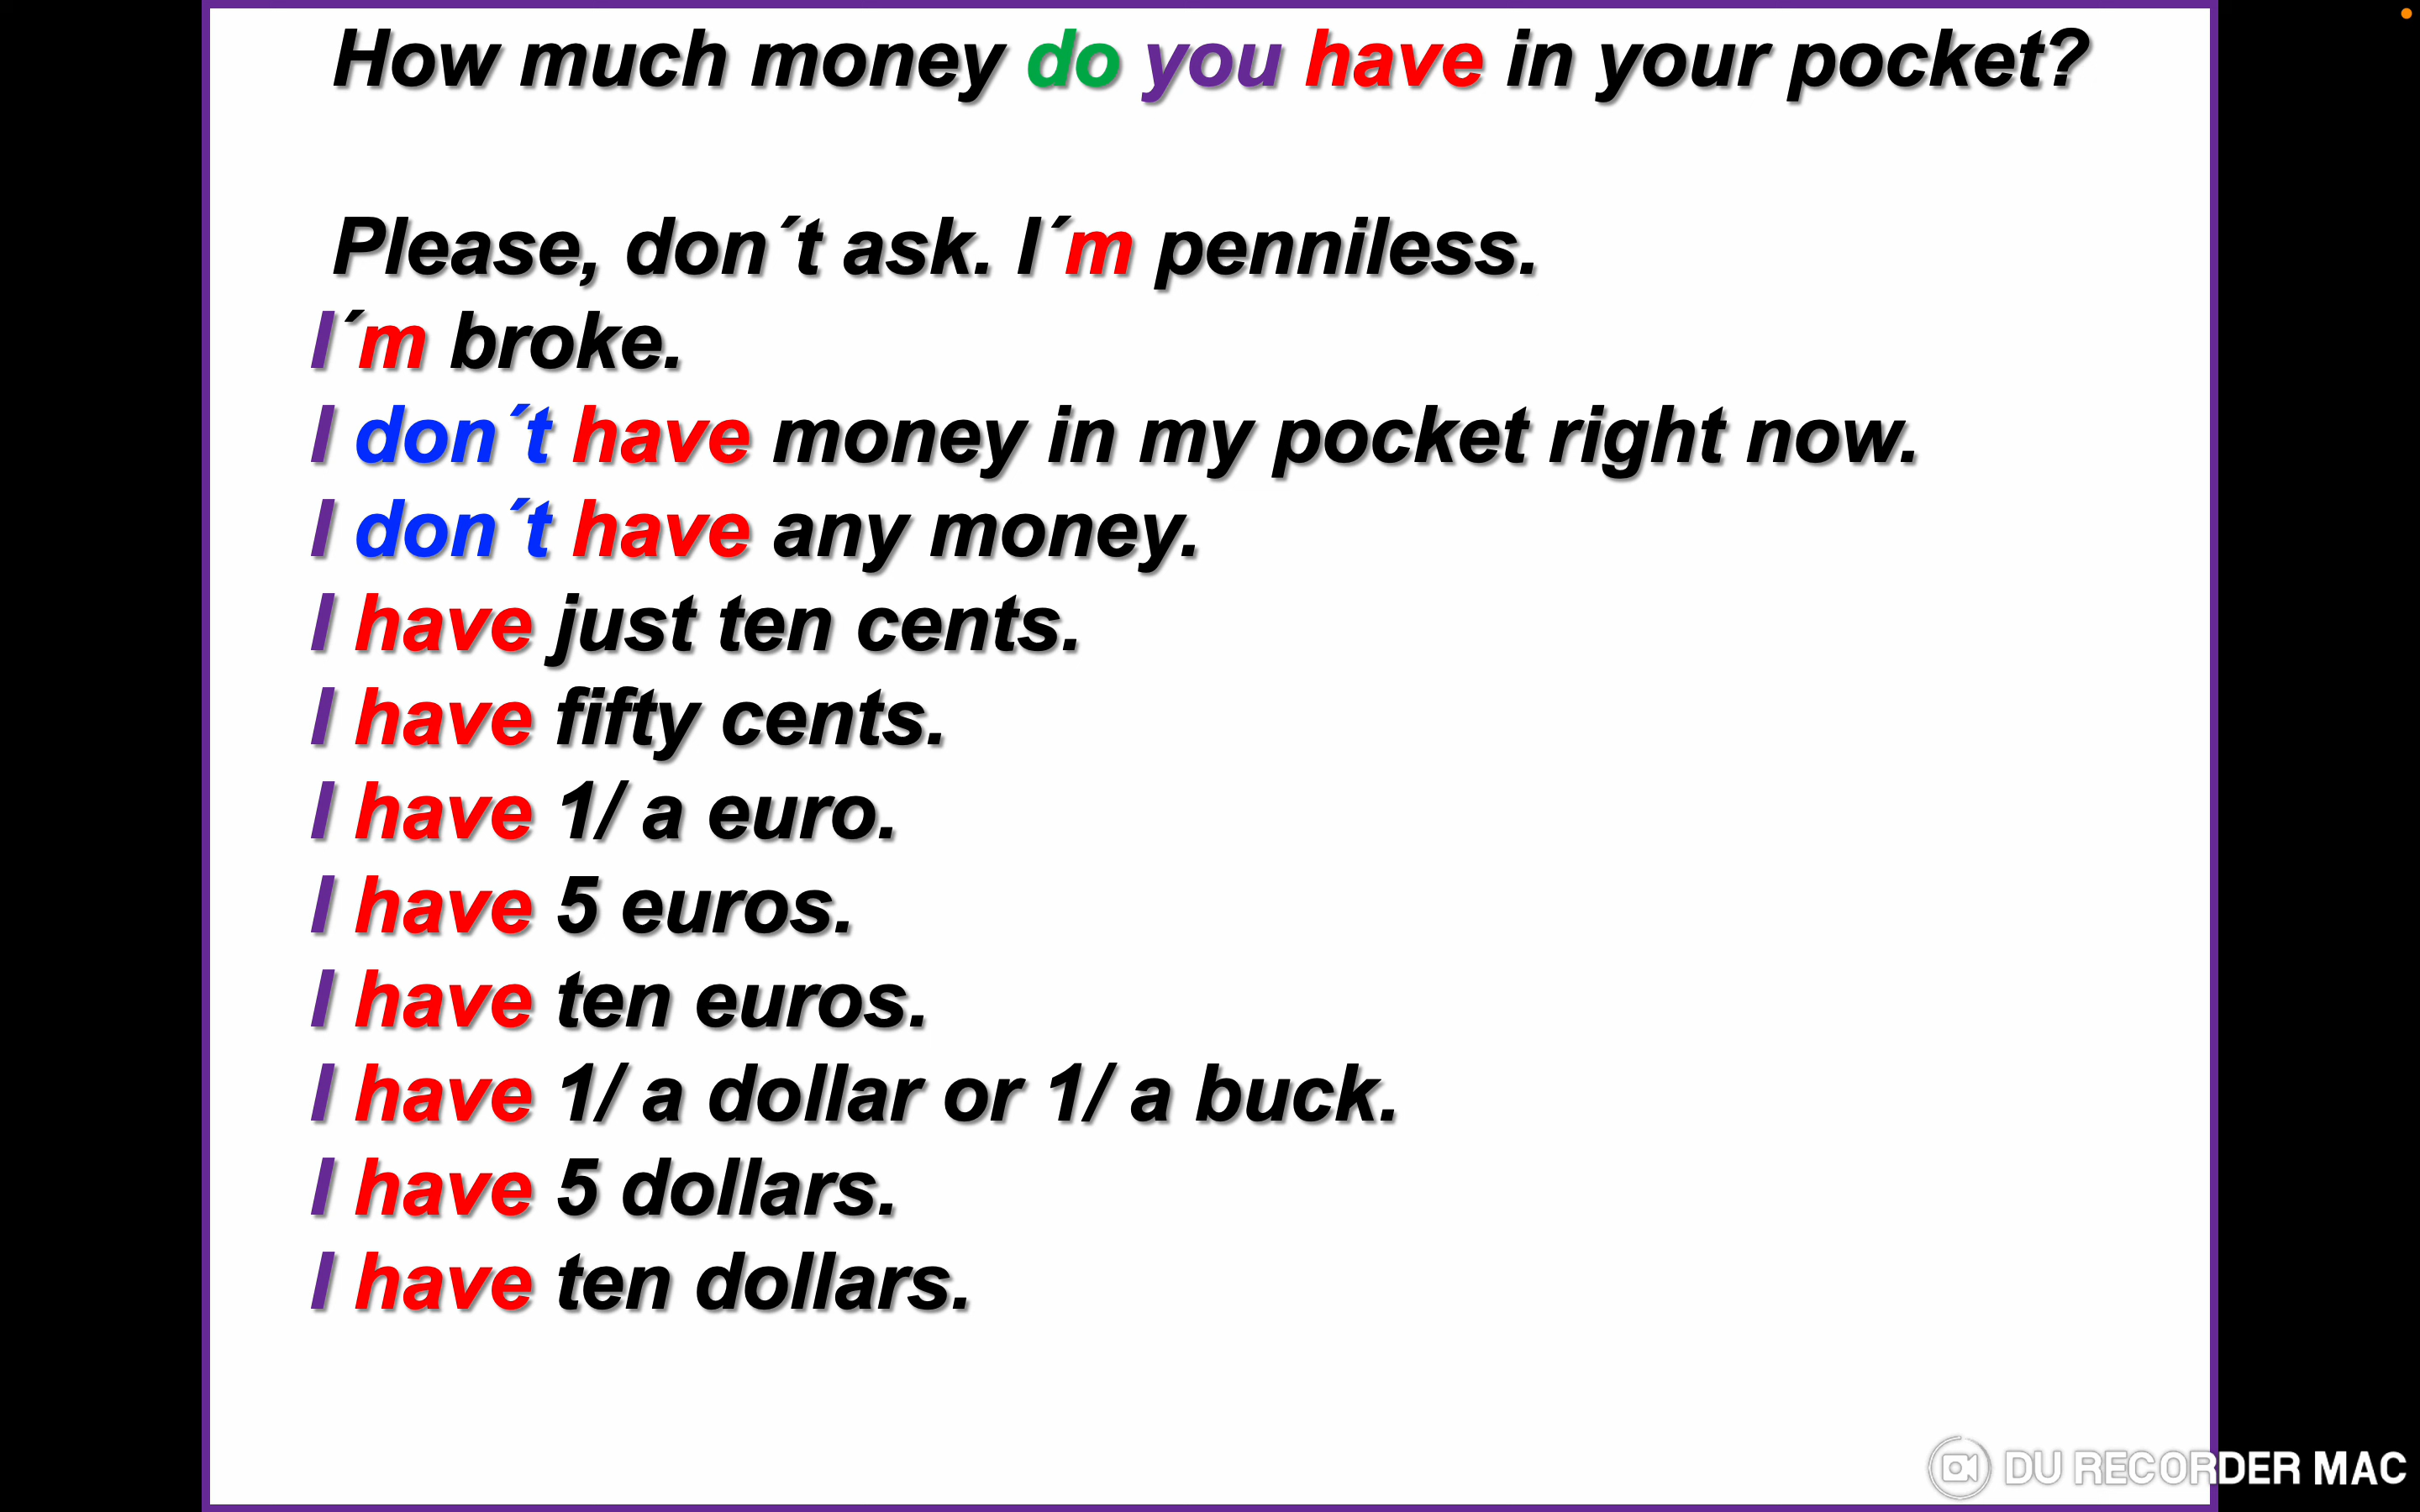 How much money do you have in your pocket?
Please, don´t ask. I´m penniless.
I´m broke.
I don´t have money in my pocket right now.
I don´t have any money.
I have just ten cents.
I have fifty cents.
I have 1/ a euro.
I have 5 euros.
I have ten euros.
I have 1/ a dollar or 1/ a buck.
I have 5 dollars.
I have ten dollars.
DU RECORDER MAC